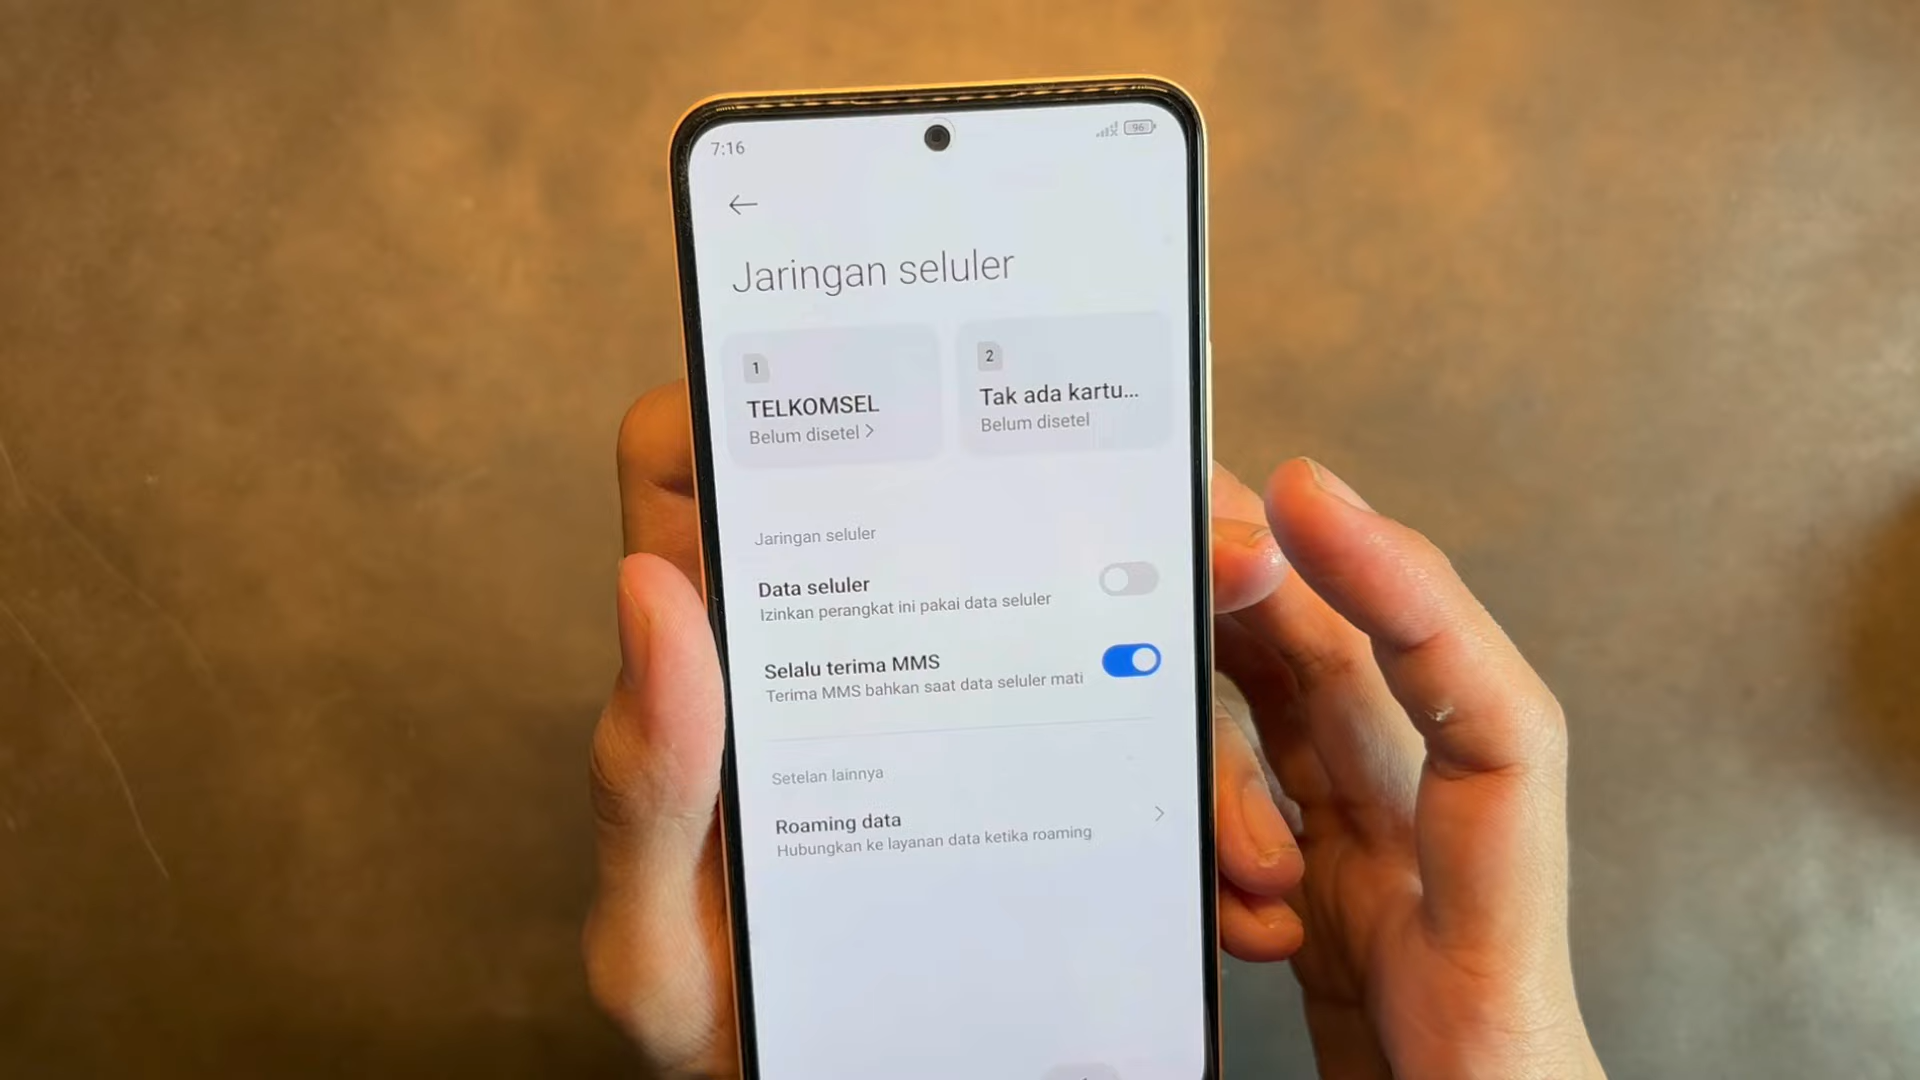 7:16
96
Jaringan seluler
1
TELKOMSEL
Belum disetel >
2
Tak ada kartu...
Belum disetel
Jaringan seluler
Data seluler
Izinkan perangkat ini pakai data seluler
Selalu terima MMS
Terima MMS bahkan saat data seluler mati
Setelan lainnya
Roaming data
Hubungkan ke layanan data ketika roaming